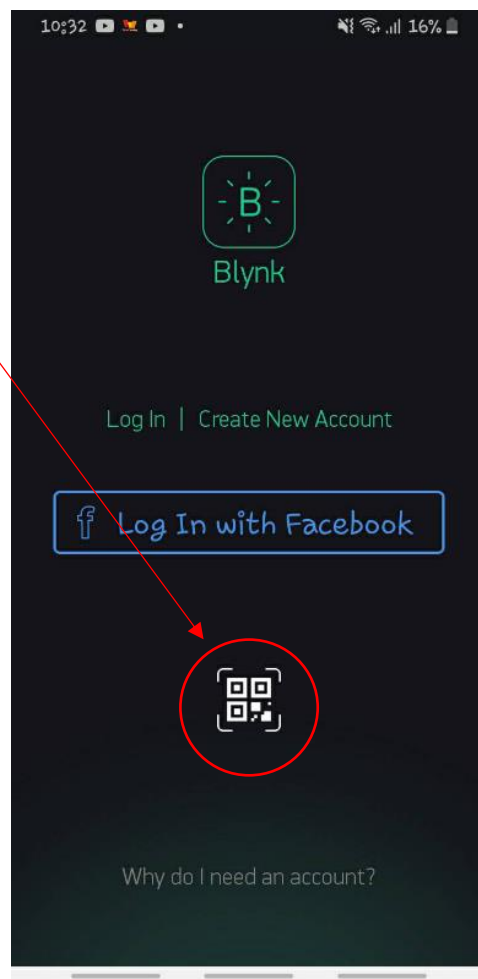 10:32 16%
B
Blynk
Log In | Create New Account
f Log In with Facebook
Why do I need an account?